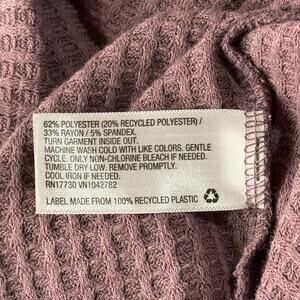 62% POLYESTER (20% RECYCLED POLYESTER) /
33% RAYON / 5% SPANDEX.
TURN GARMENT INSIDE OUT.
MACHINE WASH COLD WITH LIKE COLORS. GENTLE
CYCLE. ONLY NON-CHLORINE BLEACH IF NEEDED.
TUMBLE DRY LOW. REMOVE PROMPTLY.
COOL IRON IF NEEDED.
RN17730 VN1042782
LABEL MADE FROM 100% RECYCLED PLASTIC